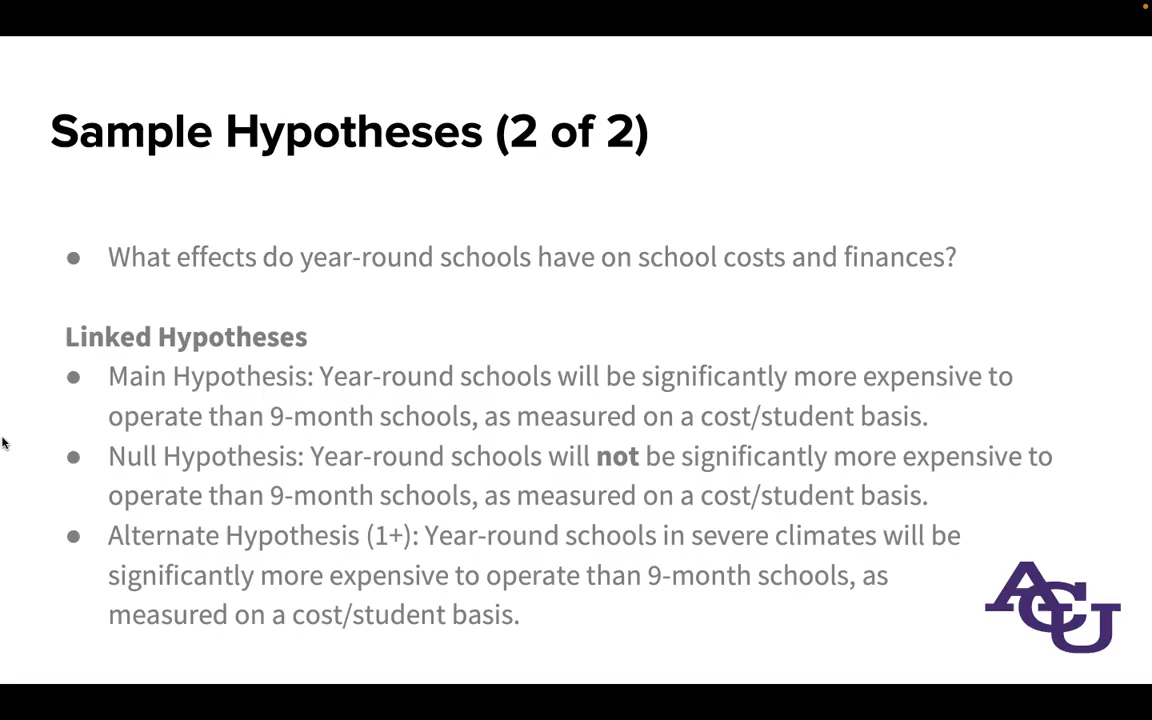 Sample Hypotheses (2 of 2)
● What effects do year-round schools have on school costs and finances?
Linked Hypotheses
● Main Hypothesis: Year-round schools will be significantly more expensive to
operate than 9-month schools, as measured on a cost/student basis.
● Null Hypothesis: Year-round schools will not be significantly more expensive to
operate than 9-month schools, as measured on a cost/student basis.
● Alternate Hypothesis (1+): Year-round schools in severe climates will be
significantly more expensive to operate than 9-month schools, as
measured on a cost/student basis.
ACU